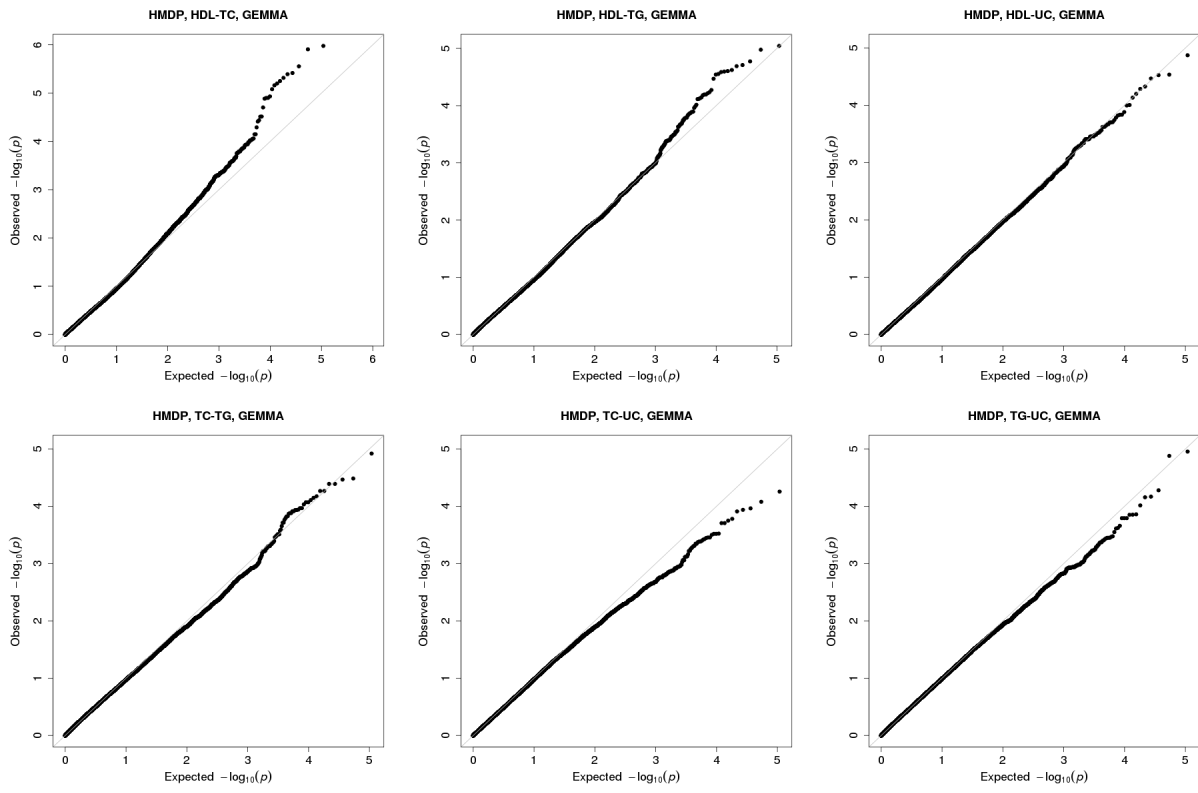 HMDP, HDL-TC, GEMMA
6
5
4
3
2
1
0
Observed −log₁₀(p)
0 1 2 3 4 5 6
Expected −log₁₀(p)
HMDP, HDL-TG, GEMMA
5
4
3
2
1
0
Observed −log₁₀(p)
0 1 2 3 4 5
Expected −log₁₀(p)
HMDP, HDL-UC, GEMMA
5
4
3
2
1
0
Observed −log₁₀(p)
0 1 2 3 4 5
Expected −log₁₀(p)
HMDP, TC-TG, GEMMA
5
4
3
2
1
0
Observed −log₁₀(p)
0 1 2 3 4 5
Expected −log₁₀(p)
HMDP, TC-UC, GEMMA
5
4
3
2
1
0
Observed −log₁₀(p)
0 1 2 3 4 5
Expected −log₁₀(p)
HMDP, TG-UC, GEMMA
5
4
3
2
1
0
Observed −log₁₀(p)
0 1 2 3 4 5
Expected −log₁₀(p)